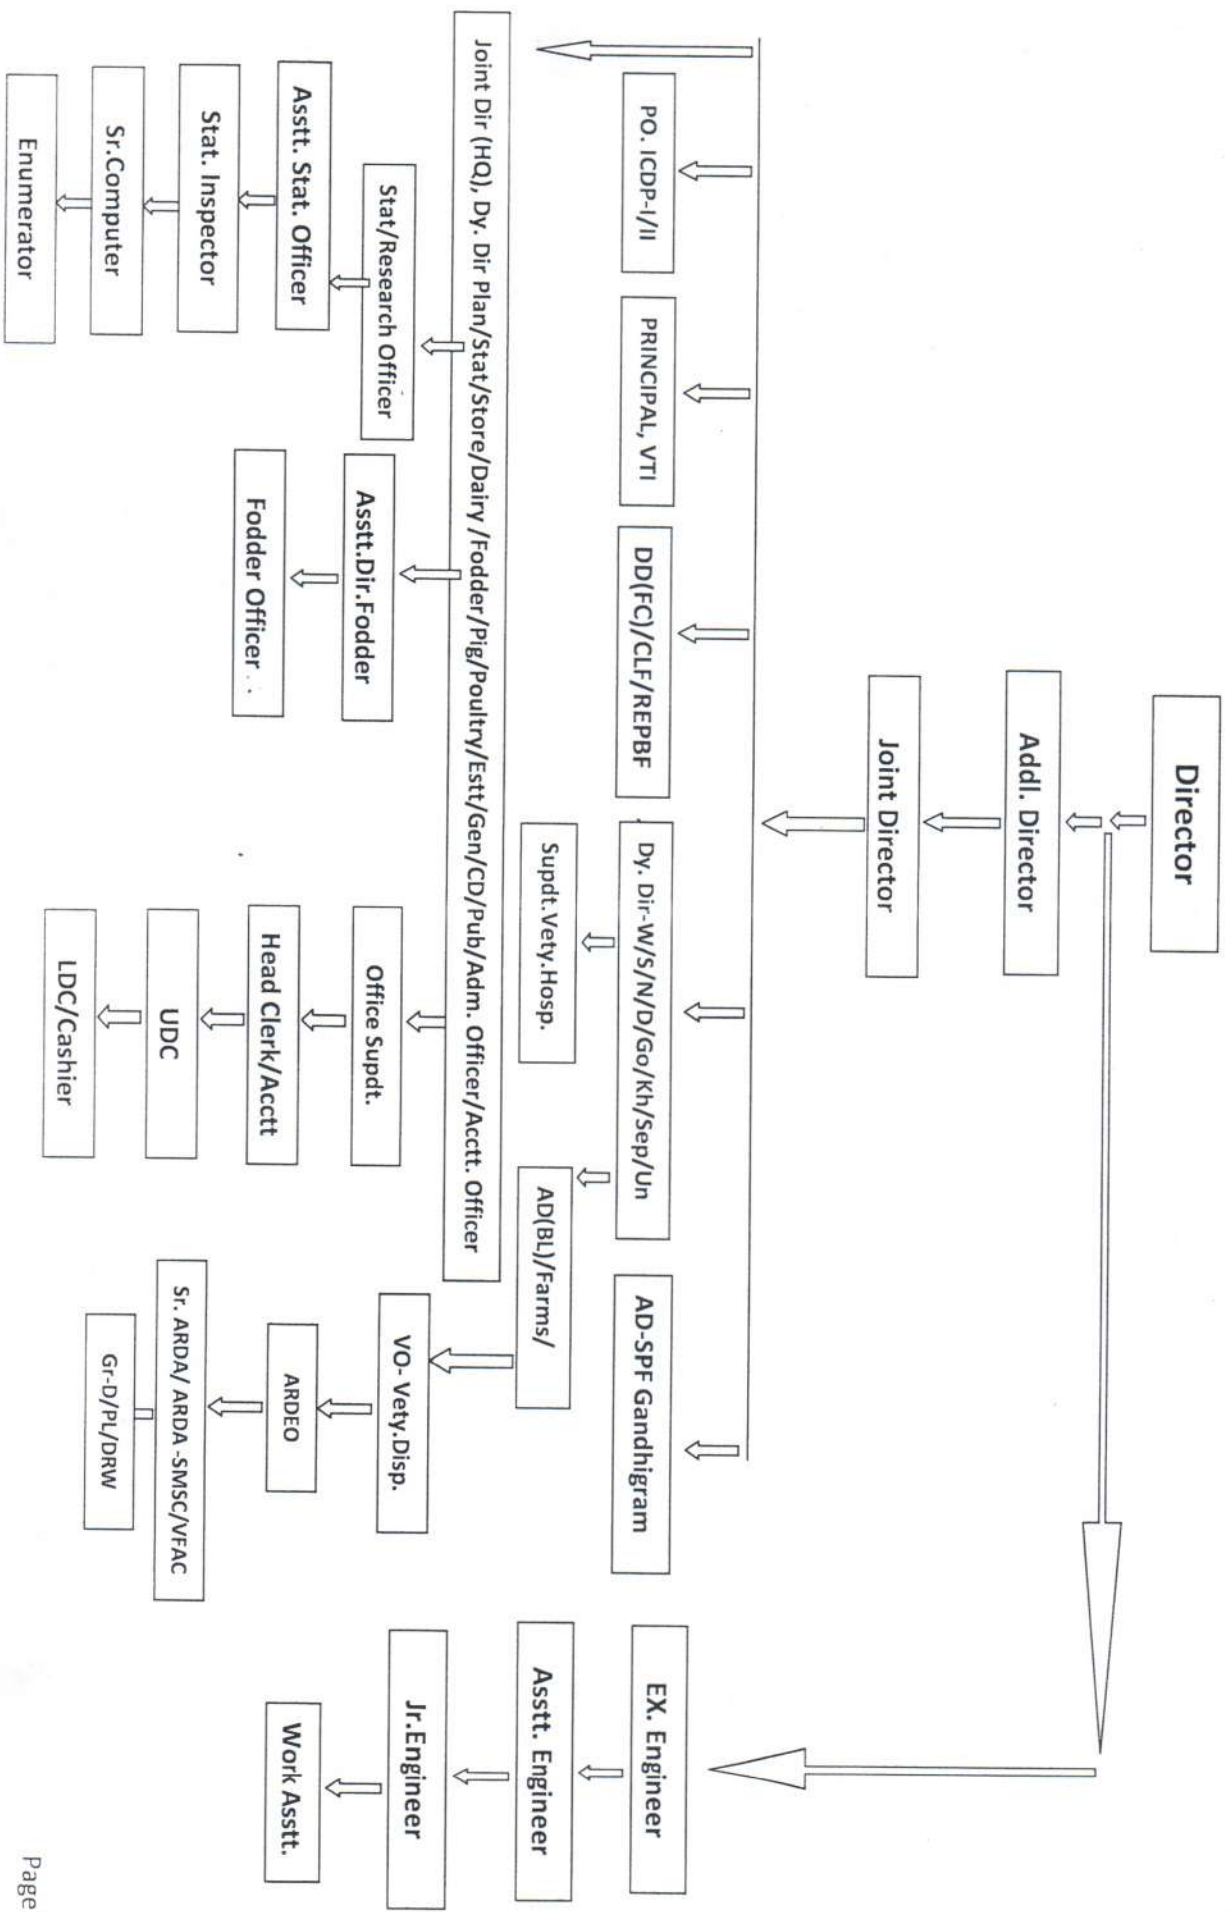 Director
Addl. Director
Joint Director
PO. ICDP-I/II
PRINCIPAL, VTI
DD(FC)/CLF/REPBF
Dy. Dir-W/S/N/D/Go/Kh/Sep/Un
AD-SPF Gandhigram
EX. Engineer
Supdt.Vety.Hosp.
AD(BL)/Farms/
Asstt. Engineer
Joint Dir (HQ), Dy. Dir Plan/Stat/Store/Dairy /Fodder/Pig/Poultry/Estt/Gen/CD/Pub/Adm. Officer/Acctt. Officer
Stat/Research Officer
Asstt.Dir.Fodder
Office Supdt.
VO- Vety.Disp.
Jr.Engineer
Asstt. Stat. Officer
Fodder Officer
Head Clerk/Acctt
ARDEO
Work Asstt.
Stat. Inspector
UDC
Sr. ARDA/ ARDA -SMSC/VFAC
Sr.Computer
LDC/Cashier
Gr-D/PL/DRW
Enumerator
Page